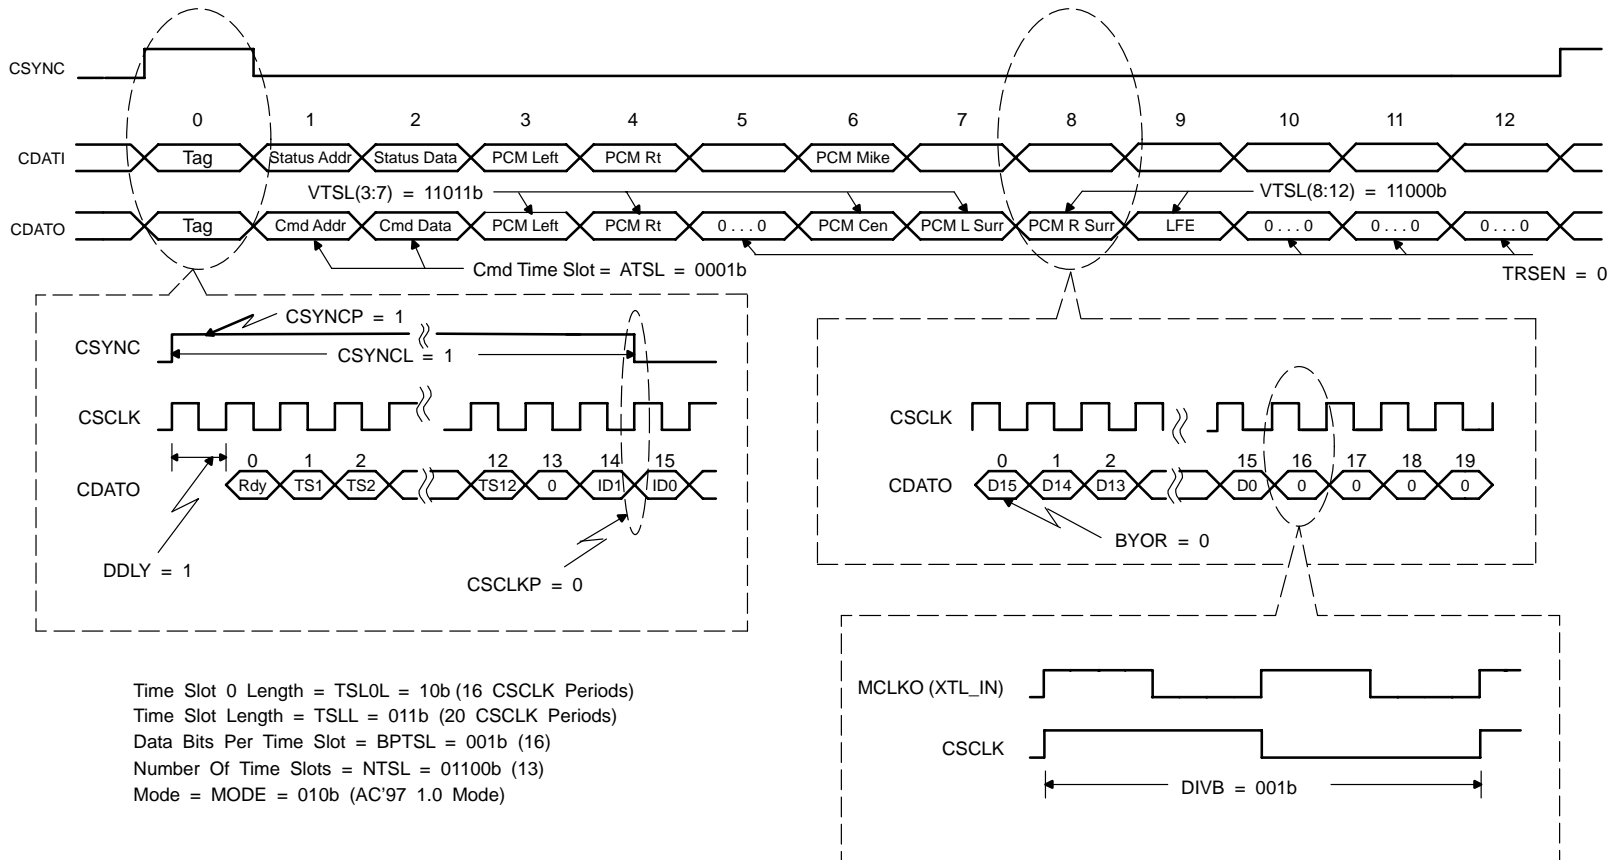 CSYNC
0 1 2 3 4 5 6 7 8 9 10 11 12
CDATI Tag Status Addr Status Data PCM Left PCM Rt PCM Mike
VTSL(3:7) = 11011b VTSL(8:12) = 11000b
CDATO Tag Cmd Addr Cmd Data PCM Left PCM Rt 0 . . . 0 PCM Cen PCM L Surr PCM R Surr LFE 0 . . . 0 0 . . . 0 0 . . . 0
Cmd Time Slot = ATSL = 0001b
TRSEN = 0
CSYNCP = 1
CSYNC
CSYNCL = 1
CSCLK
0 1 2 12 13 14 15
CDATO Rdy TS1 TS2 TS12 0 ID1 ID0
DDLY = 1
CSCLKP = 0
CSCLK
0 1 2 15 16 17 18 19
CDATO D15 D14 D13 D0 0 0 0 0
BYOR = 0
MCLKO (XTL_IN)
CSCLK
DIVB = 001b
Time Slot 0 Length = TSL0L = 10b (16 CSCLK Periods)
Time Slot Length = TSLL = 011b (20 CSCLK Periods)
Data Bits Per Time Slot = BPTSL = 001b (16)
Number Of Time Slots = NTSL = 01100b (13)
Mode = MODE = 010b (AC'97 1.0 Mode)